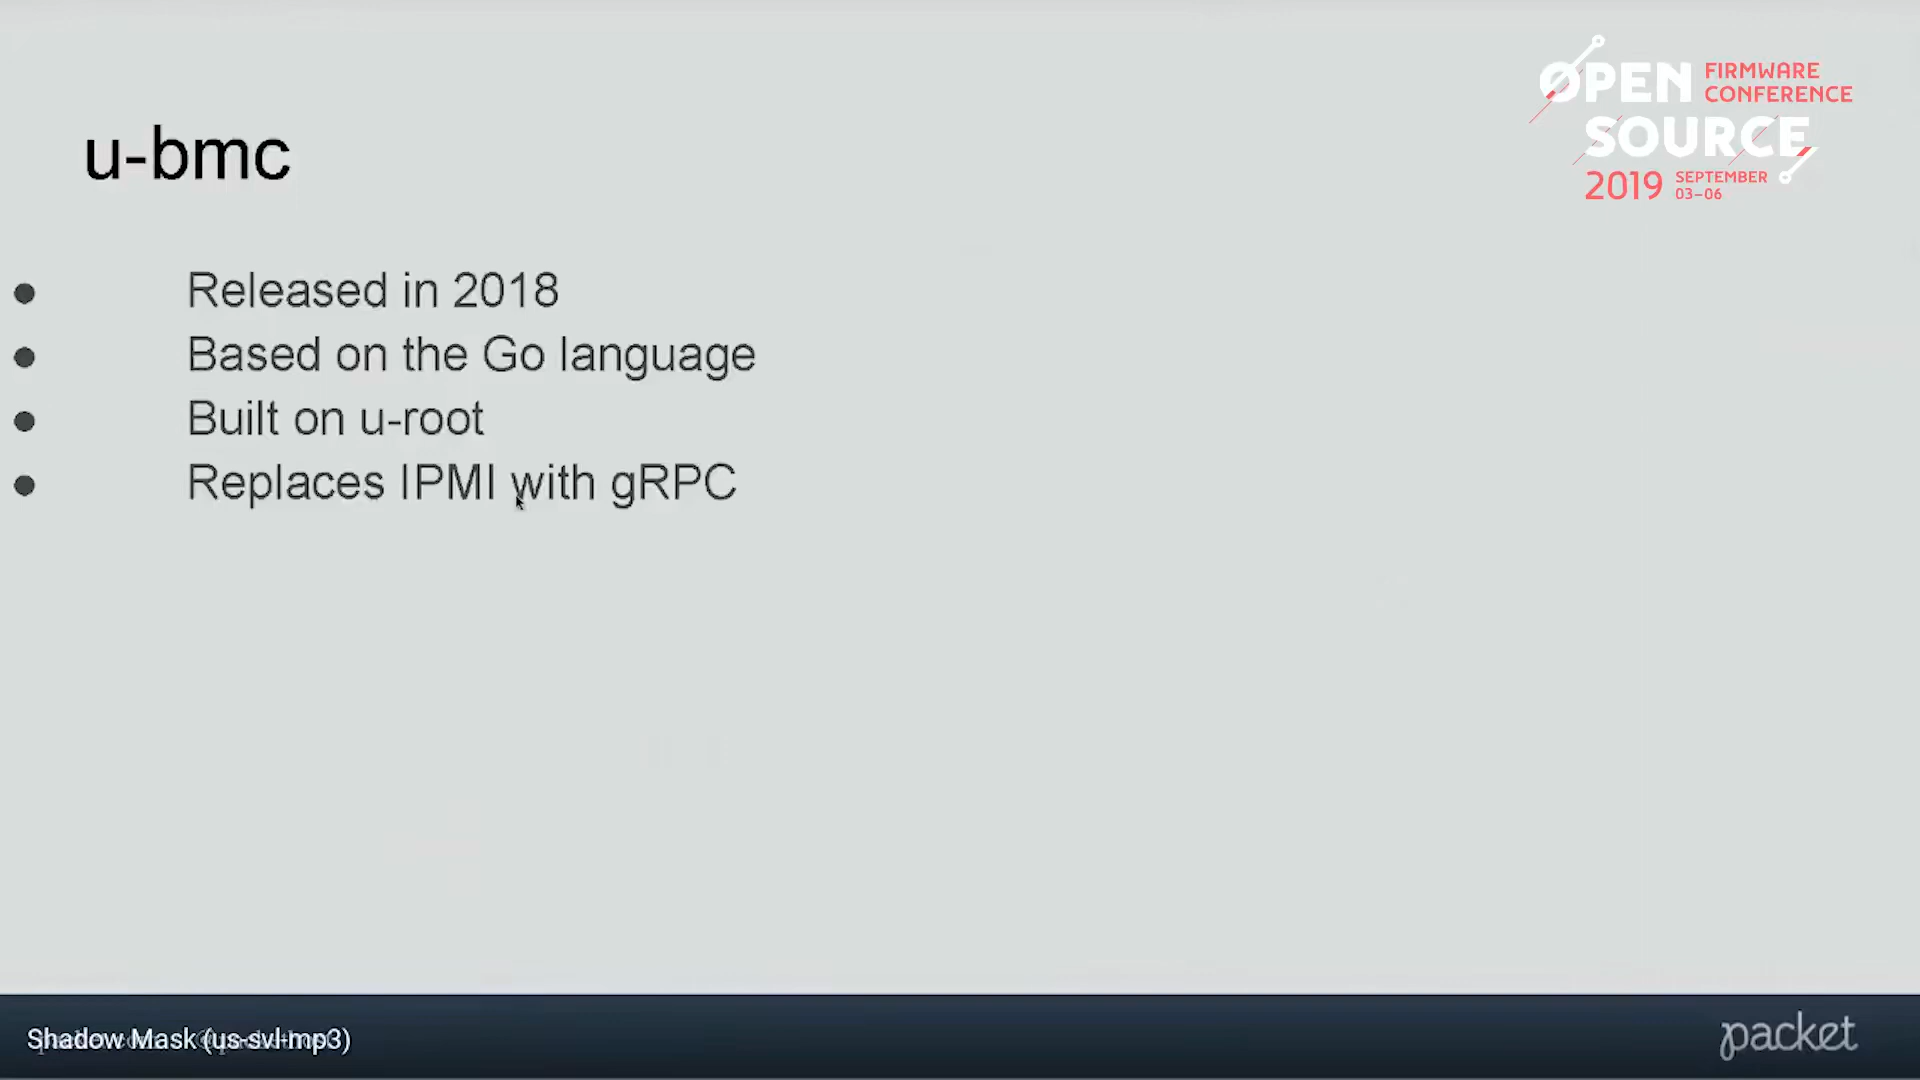 OPEN FIRMWARE
CONFERENCE
SOURCE
2019 SEPTEMBER
03–06
u-bmc
● Released in 2018
● Based on the Go language
● Built on u-root
● Replaces IPMI with gRPC
Shadow Mask (us-svl-mp3)
packet